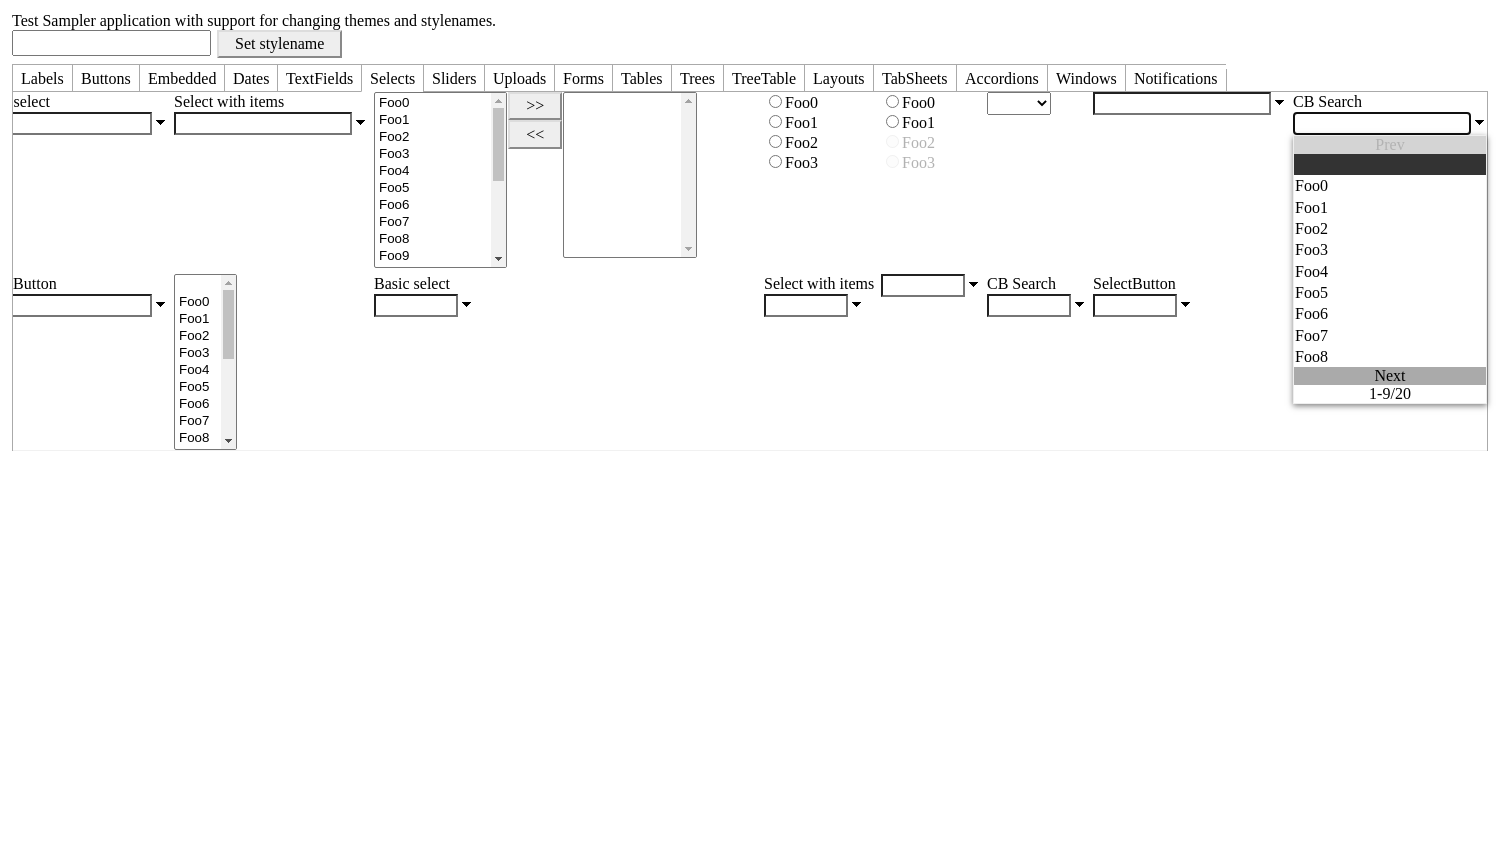 Test Sampler application with support for changing themes and stylenames.
Set stylename
Labels Buttons Embedded Dates TextFields Selects Sliders Uploads Forms Tables Trees TreeTable Layouts TabSheets Accordions Windows Notifications
select
Select with items
Foo0
Foo1
Foo2
Foo3
Foo4
Foo5
Foo6
Foo7
Foo8
Foo9
>>
<<
Foo0
Foo1
Foo2
Foo3
Foo0
Foo1
Foo2
Foo3
CB Search
Prev
Foo0
Foo1
Foo2
Foo3
Foo4
Foo5
Foo6
Foo7
Foo8
Next
1-9/20
Button
Foo0
Foo1
Foo2
Foo3
Foo4
Foo5
Foo6
Foo7
Foo8
Basic select
Select with items
CB Search
SelectButton